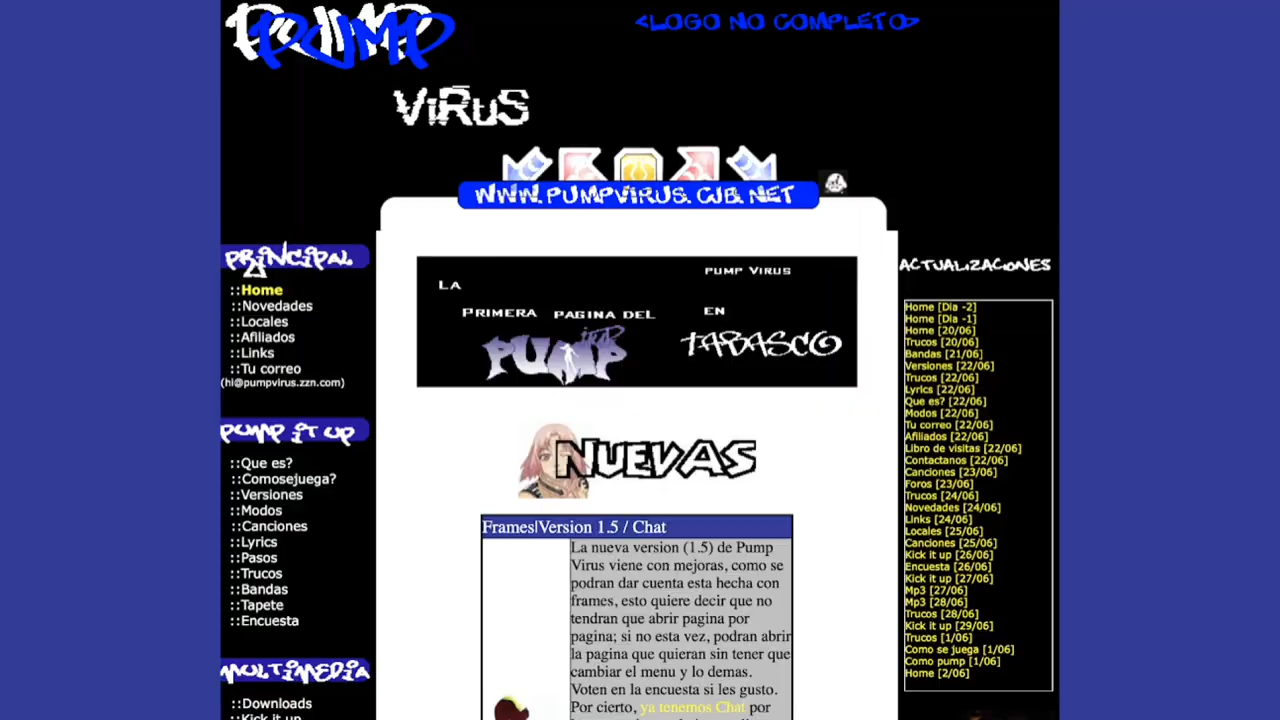 PUMP
PUMP
<LOGO NO COMPLETO>
ViRuS
WWW.PUMPVIRUS.CJB.NET
PRiNCiPAL
::Home
::Novedades
::Locales
::Afiliados
::Links
::Tu correo
(hi@pumpvirus.zzn.com)
PUMP iT UP
::Que es?
::Comosejuega?
::Versiones
::Modos
::Canciones
::Lyrics
::Pasos
::Trucos
::Bandas
::Tapete
::Encuesta
MULTiMEDiA
::Downloads
::Kick it up
LA
PRIMERA PAGINA DEL
PUMP
PUMP VIRUS
EN
TABASCO
NUEVAS
Frames|Version 1.5 / Chat
La nueva version (1.5) de Pump
Virus viene con mejoras, como se
podran dar cuenta esta hecha con
frames, esto quiere decir que no
tendran que abrir pagina por
pagina; si no esta vez, podran abrir
la pagina que quieran sin tener que
cambiar el menu y lo demas.
Voten en la encuesta si les gusto.
Por cierto, ya tenemos Chat por
ACTUALIZACIONES
Home [Dia -2]
Home [Dia -1]
Home [20/06]
Trucos [20/06]
Bandas [21/06]
Versiones [22/06]
Trucos [22/06]
Lyrics [22/06]
Que es? [22/06]
Modos [22/06]
Tu correo [22/06]
Afiliados [22/06]
Libro de visitas [22/06]
Contactanos [22/06]
Canciones [23/06]
Foros [23/06]
Trucos [24/06]
Novedades [24/06]
Links [24/06]
Locales [25/06]
Canciones [25/06]
Kick it up [26/06]
Encuesta [26/06]
Kick it up [27/06]
Mp3 [27/06]
Mp3 [28/06]
Trucos [28/06]
Kick it up [29/06]
Trucos [1/06]
Como se juega [1/06]
Como pump [1/06]
Home [2/06]